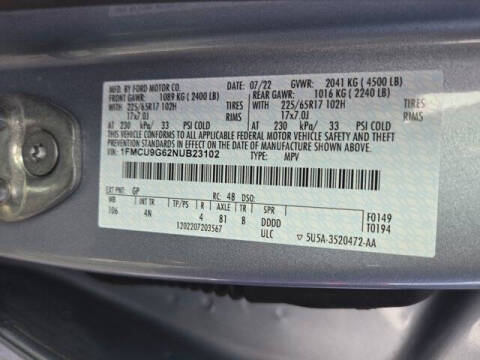 MFD. BY FORD MOTOR CO. 07/22 GVWR: 2041 KG ( 4500 LB)
FRONT GAWR: 1089 KG ( 2400 LB) REAR GAWR: 1016 KG ( 2240 LB)
WITH 225/65R17 102H TIRES WITH 225/65R17 102H TIRES
17x7.0J RIMS 17x7.0J RIMS
AT 230 kPa/ 33 PSI COLD AT 230 kPa/ 33 PSI COLD
THIS VEHICLE CONFORMS TO ALL APPLICABLE FEDERAL MOTOR VEHICLE SAFETY AND THEFT
PREVENTION STANDARDS IN EFFECT ON THE DATE OF MANUFACTURE SHOWN ABOVE.
VIN: 1FMCU9G62NUB23102 TYPE: MPV
EXT PNT: GP RC: 48 DSO:
WB INT TR TP/PS R AXLE TR SPR
106 4N 4 81 8 DDDD F0149
1202207203567 ULC T0194
▽ 5U5A-3520472-AA